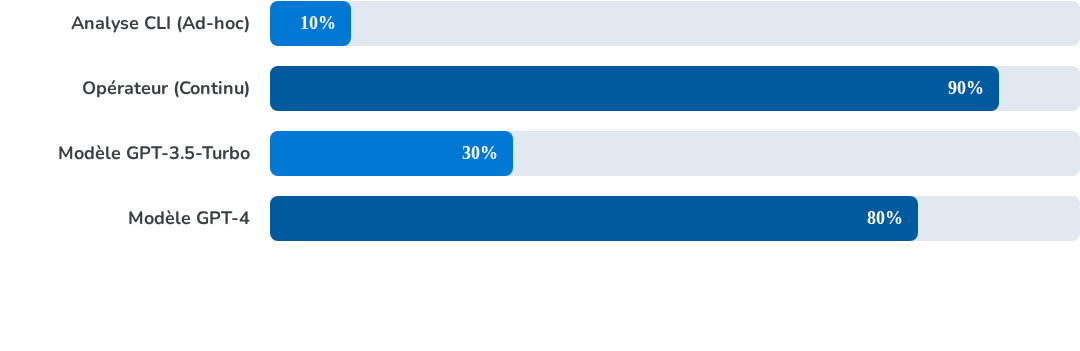 Analyse CLI (Ad-hoc) 10%
Opérateur (Continu) 90%
Modèle GPT-3.5-Turbo 30%
Modèle GPT-4 80%